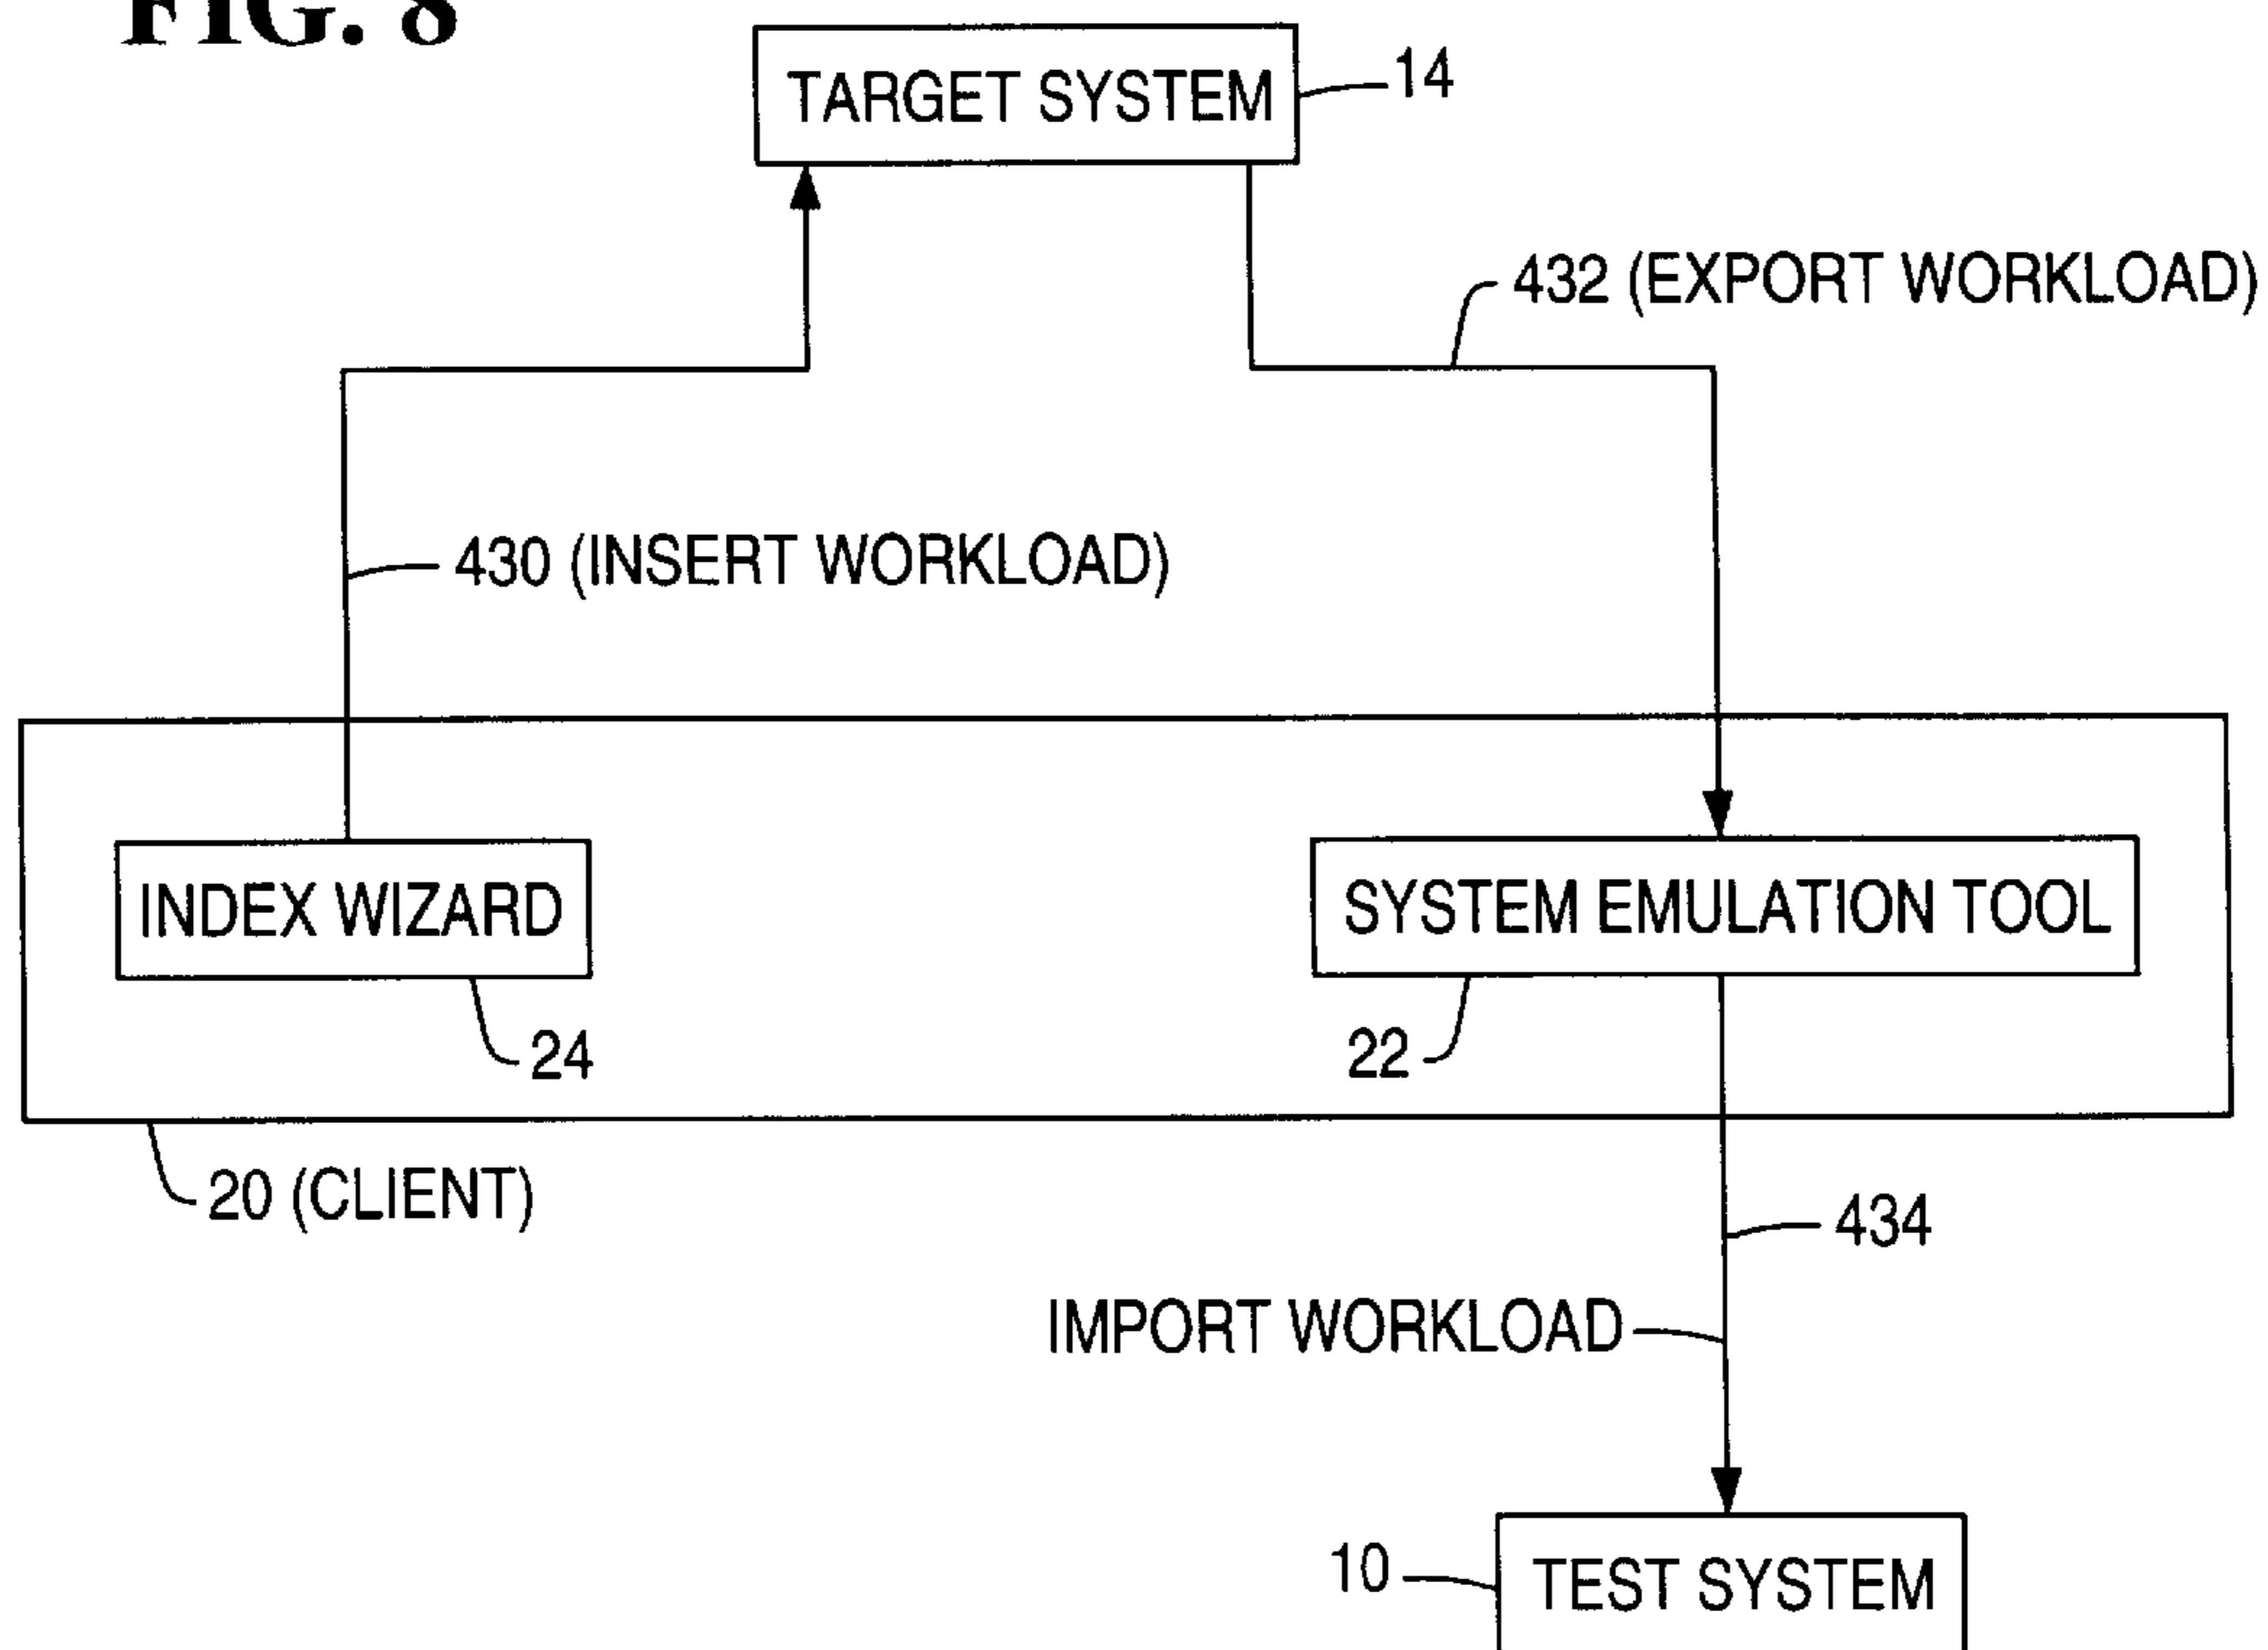 FIG. 8
TARGET SYSTEM
14
432 (EXPORT WORKLOAD)
430 (INSERT WORKLOAD)
INDEX WIZARD
SYSTEM EMULATION TOOL
24
22
20 (CLIENT)
434
IMPORT WORKLOAD
10
TEST SYSTEM